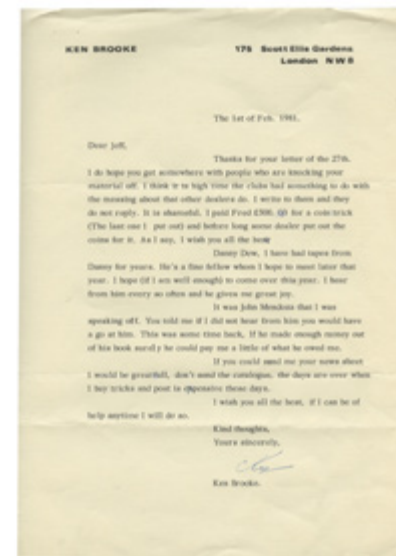 KEN BROOKE
175 Scott Ellis Gardens
London NW8
The 1st of Feb. 1981.
Dear Jeff,
Thanks for your letter of the 27th.
I do hope you get somewhere with people who are knocking your
material off. I think it is high time the clubs had something to do with
the messing about that other dealers do. I write to them and they
do not reply. It is shameful. I paid Fred £300. for a coin trick
(The last one I put out) and before long some dealer put out the
coins for it. As I say, I wish you all the best
Danny Dew, I have had tapes from
Danny for years. He's a fine fellow whom I hope to meet later that
year. I hope (if I am well enough) to come over this year. I hear
from him every so often and he gives me great joy.
It was John Mendoza that I was
speaking off. You told me if I did not hear from him you would have
a go at him. This was some time back, If he made enough money out
of his book surely he could pay me a little of what he owed me.
If you could send me your news sheet
I would be greatfull, don't send the catalogue, the days are over when
I buy tricks and post is expensive these days.
I wish you all the best, if I can be of
help anytime I will do so.
Kind thoughts,
Yours sincerely,
Ken Brooke.